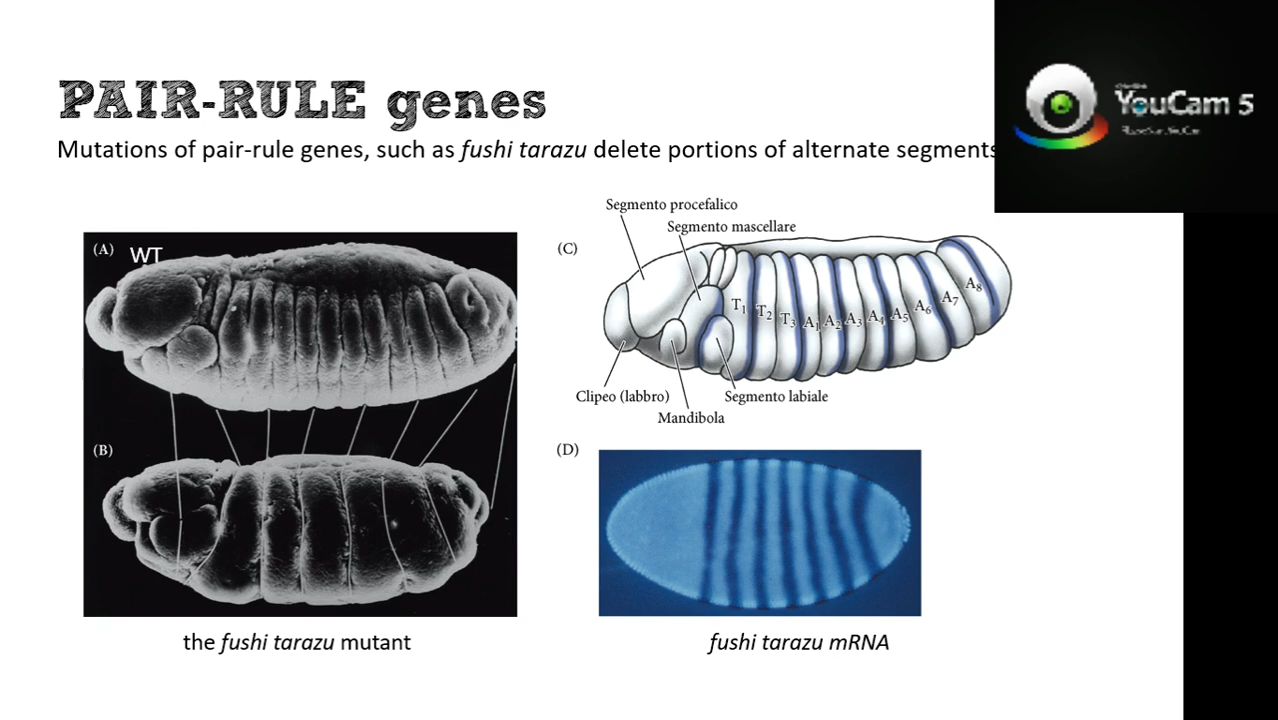 PAIR-RULE genes
Mutations of pair-rule genes, such as fushi tarazu delete portions of alternate segments
YouCam 5
(A) WT
(B)
the fushi tarazu mutant
(C)
Segmento procefalico
Segmento mascellare
T1 T2 T3 A1 A2 A3 A4 A5 A6 A7 A8
Clipeo (labbro)
Mandibola
Segmento labiale
(D)
fushi tarazu mRNA